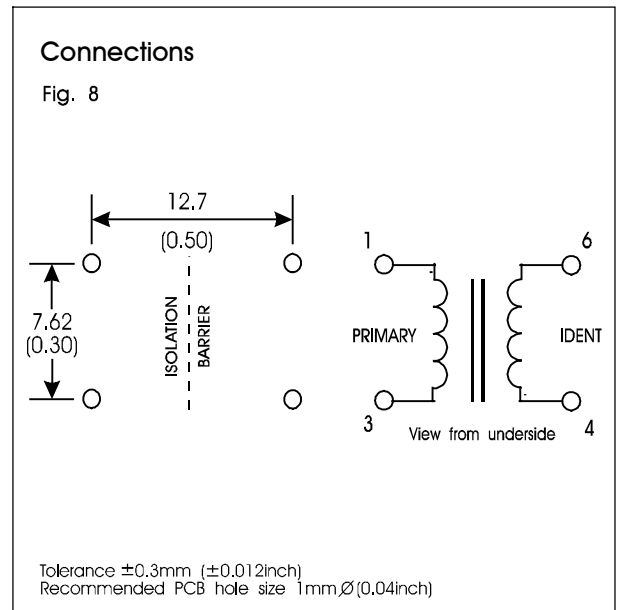 Connections
Fig. 8
12.7
(0.50)
7.62
(0.30)
ISOLATION
BARRIER
1
6
PRIMARY
IDENT
3
4
View from underside
Tolerance ±0.3mm (±0.012inch)
Recommended PCB hole size 1mmØ(0.04inch)